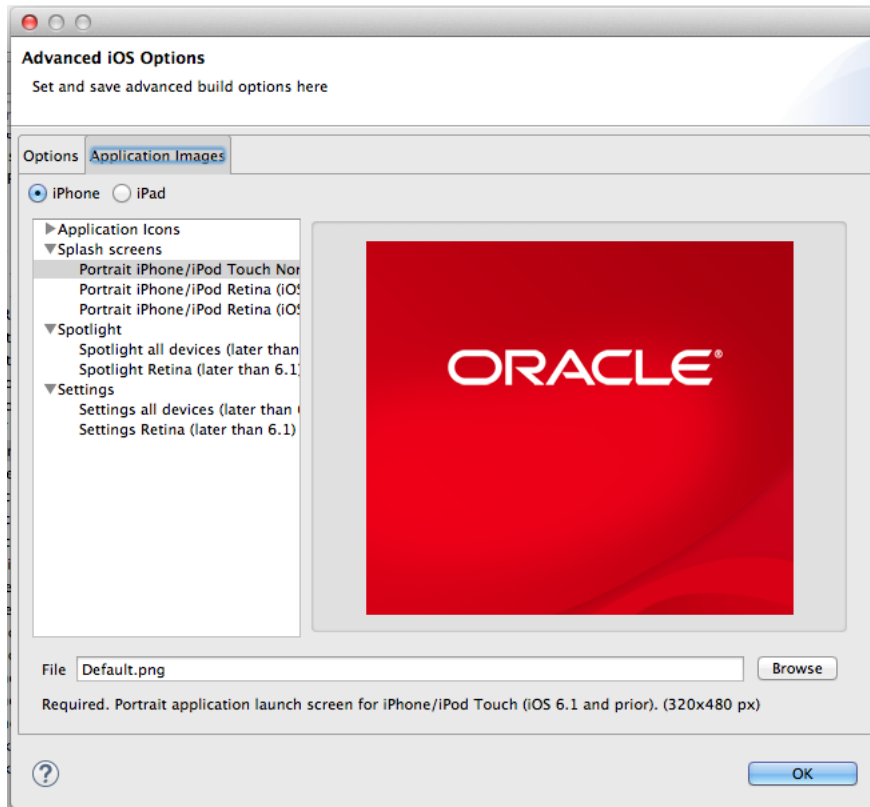 Advanced iOS Options
Set and save advanced build options here
Options Application Images
iPhone iPad
Application Icons
Splash screens
Portrait iPhone/iPod Touch Nor
Portrait iPhone/iPod Retina (iOS
Portrait iPhone/iPod Retina (iOS
Spotlight
Spotlight all devices (later than
Spotlight Retina (later than 6.1)
Settings
Settings all devices (later than
Settings Retina (later than 6.1)
ORACLE®
File Default.png Browse
Required. Portrait application launch screen for iPhone/iPod Touch (iOS 6.1 and prior). (320x480 px)
? OK